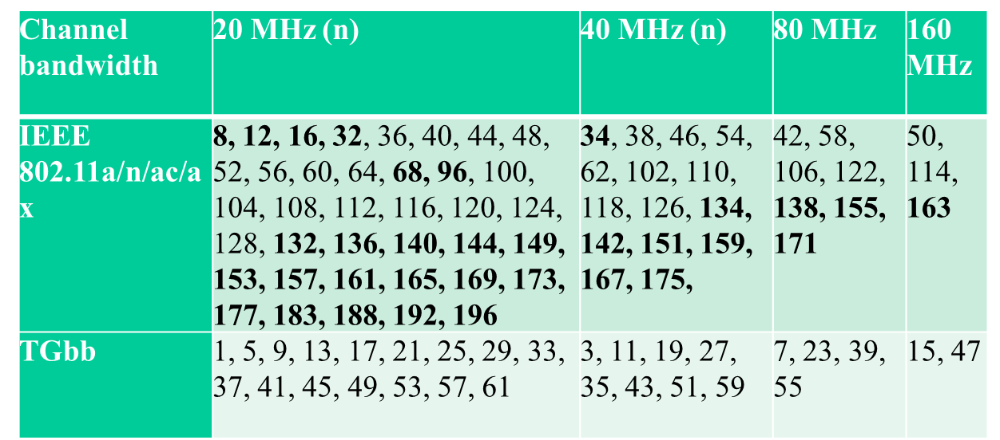 Channel
bandwidth
20 MHz (n)
40 MHz (n)
80 MHz
160
MHz
IEEE
802.11a/n/ac/a
x
8, 12, 16, 32, 36, 40, 44, 48,
52, 56, 60, 64, 68, 96, 100,
104, 108, 112, 116, 120, 124,
128, 132, 136, 140, 144, 149,
153, 157, 161, 165, 169, 173,
177, 183, 188, 192, 196
34, 38, 46, 54,
62, 102, 110,
118, 126, 134,
142, 151, 159,
167, 175,
42, 58,
106, 122,
138, 155,
171
50,
114,
163
TGbb
1, 5, 9, 13, 17, 21, 25, 29, 33,
37, 41, 45, 49, 53, 57, 61
3, 11, 19, 27,
35, 43, 51, 59
7, 23, 39,
55
15, 47